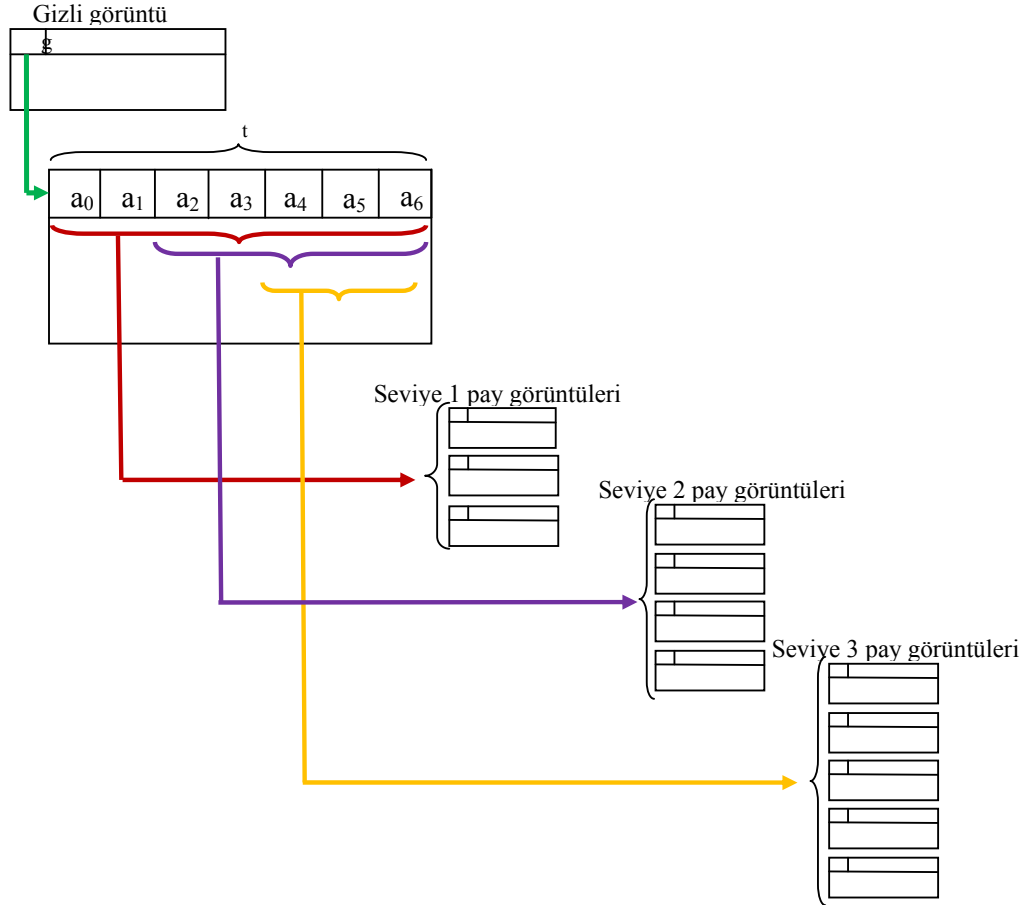 Gizli görüntü
g
t
a₀ a₁ a₂ a₃ a₄ a₅ a₆
Seviye 1 pay görüntüleri
Seviye 2 pay görüntüleri
Seviye 3 pay görüntüleri